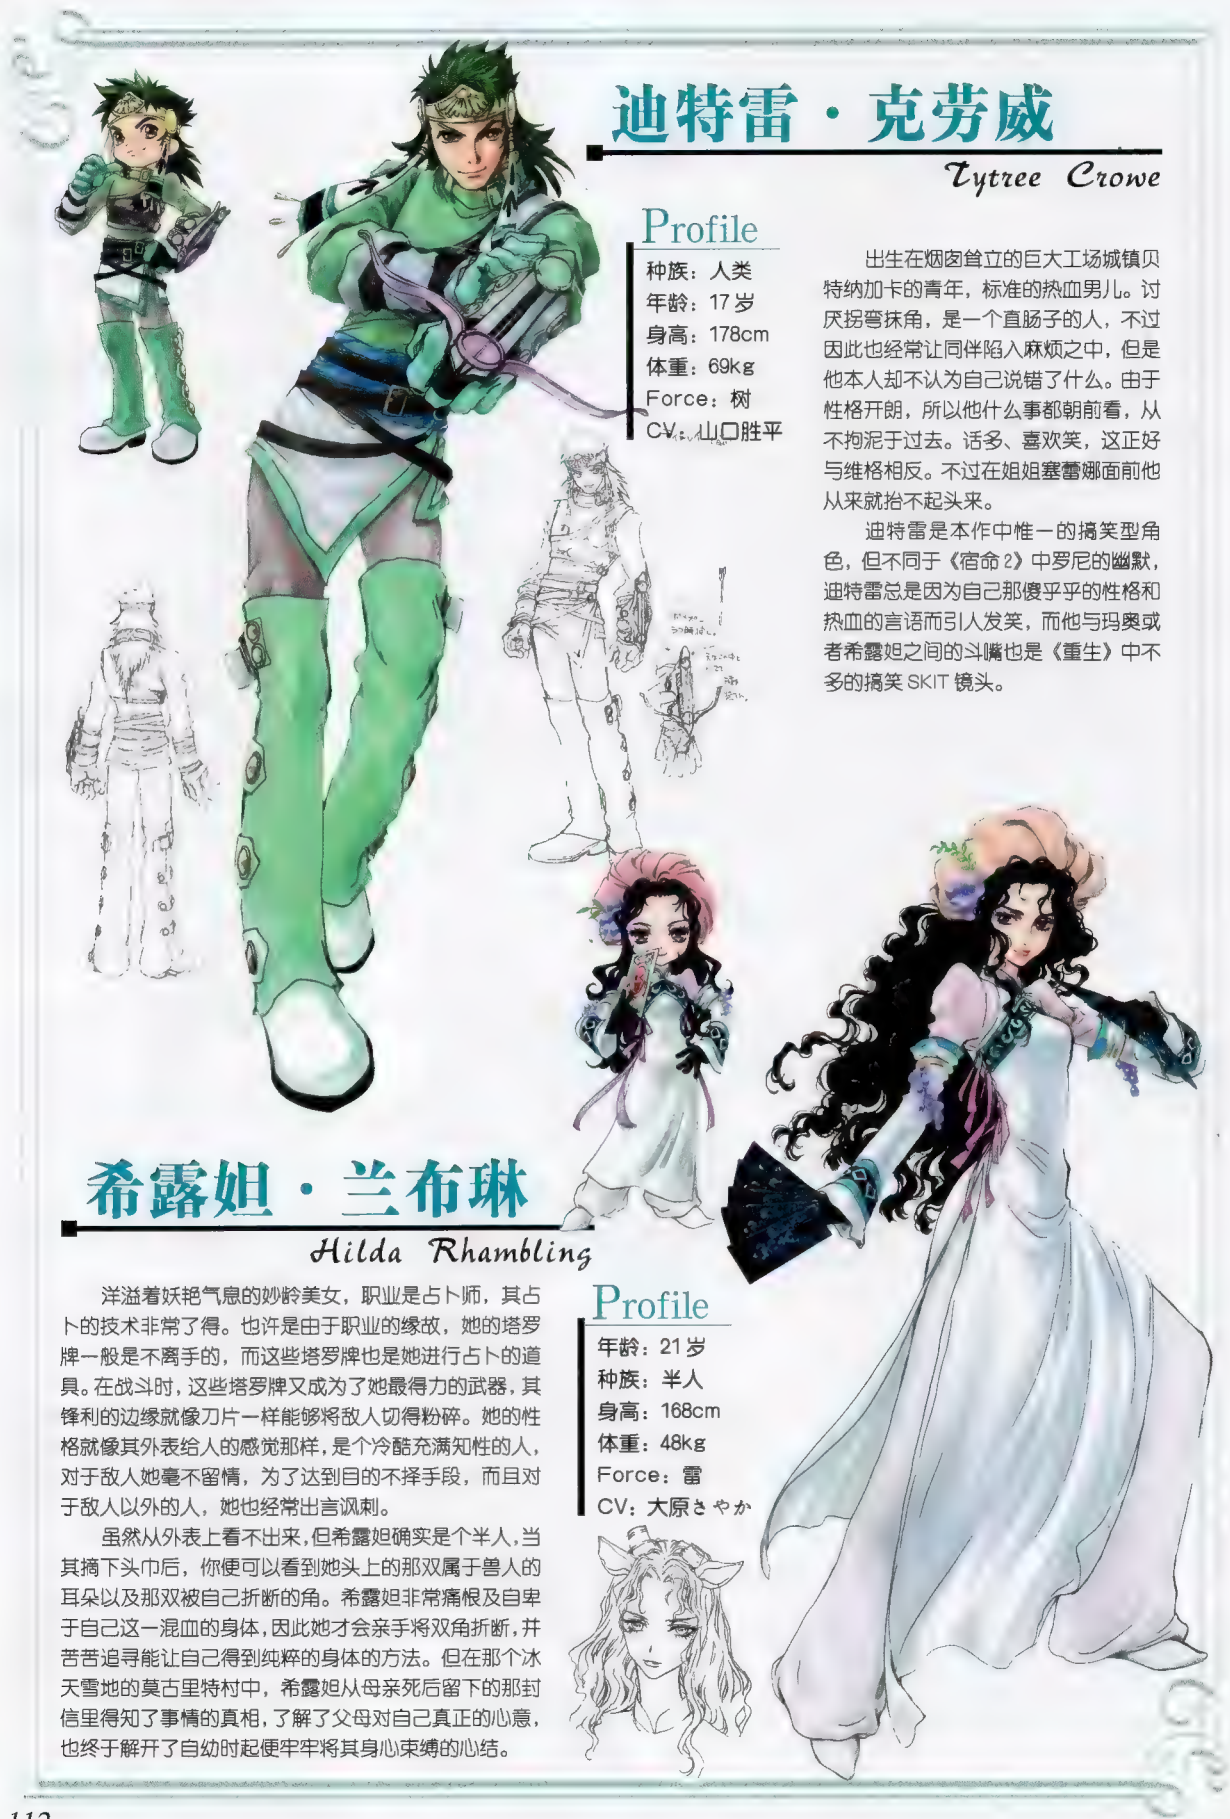 迪特雷·克劳威
Tytree Crowe
Profile
种族：人类
年龄：17岁
身高：178cm
体重：69kg
Force：树
CV：山口胜平
出生在烟囱耸立的巨大工场城镇贝
特纳加卡的青年，标准的热血男儿。讨
厌拐弯抹角，是一个直肠子的人，不过
因此也经常让同伴陷入麻烦之中，但是
他本人却不认为自己说错了什么。由于
性格开朗，所以他什么事都朝前看，从
不拘泥于过去。话多、喜欢笑，这正好
与维格相反。不过在姐姐塞蕾娜面前他
从来就抬不起头来。
迪特雷是本作中惟一的搞笑型角
色，但不同于《宿命2》中罗尼的幽默，
迪特雷总是因为自己那傻乎乎的性格和
热血的言语而引人发笑，而他与玛奥或
者希露妲之间的斗嘴也是《重生》中不
多的搞笑SKIT镜头。
希露妲·兰布琳
Hilda Rhambling
洋溢着妖艳气息的妙龄美女，职业是占卜师，其占
卜的技术非常了得。也许是由于职业的缘故，她的塔罗
牌一般是不离手的，而这些塔罗牌也是她进行占卜的道
具。在战斗时，这些塔罗牌又成为了她最得力的武器，其
锋利的边缘就像刀片一样能够将敌人切得粉碎。她的性
格就像其外表给人的感觉那样，是个冷酷充满知性的人，
对于敌人她毫不留情，为了达到目的不择手段，而且对
于敌人以外的人，她也经常出言讽刺。
虽然从外表上看不出来，但希露妲确实是个半人，当
其摘下头巾后，你便可以看到她头上的那双属于兽人的
耳朵以及那双被自己折断的角。希露妲非常痛恨及自卑
于自己这一混血的身体，因此她才会亲手将双角折断，并
苦苦追寻能让自己得到纯粹的身体的方法。但在那个冰
天雪地的莫古里特村中，希露妲从母亲死后留下的那封
信里得知了事情的真相，了解了父母对自己真正的心意，
也终于解开了自幼时起便牢牢将其身心束缚的心结。
Profile
年龄：21岁
种族：半人
身高：168cm
体重：48kg
Force：雷
CV：大原さやか